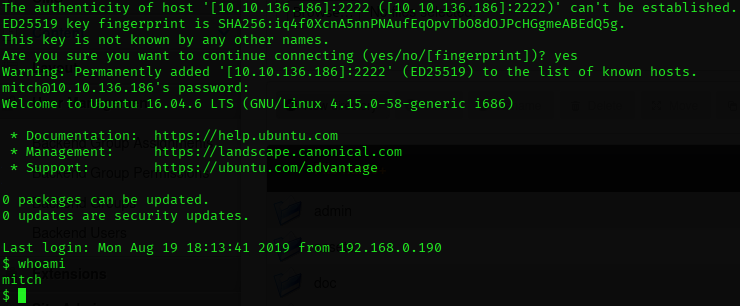 The authenticity of host '[10.10.136.186]:2222 ([10.10.136.186]:2222)' can't be established.
ED25519 key fingerprint is SHA256:iq4f0XcnA5nnPNAufEqOpvTbO8dOJPcHGgmeABEdQ5g.
This key is not known by any other names.
Are you sure you want to continue connecting (yes/no/[fingerprint])? yes
Warning: Permanently added '[10.10.136.186]:2222' (ED25519) to the list of known hosts.
mitch@10.10.136.186's password:
Welcome to Ubuntu 16.04.6 LTS (GNU/Linux 4.15.0-58-generic i686)
* Documentation: https://help.ubuntu.com
* Management: https://landscape.canonical.com
* Support: https://ubuntu.com/advantage
0 packages can be updated.
0 updates are security updates.
admin
Backend Users
Last login: Mon Aug 19 18:13:41 2019 from 192.168.0.190
$ whoami
mitch
doc
$